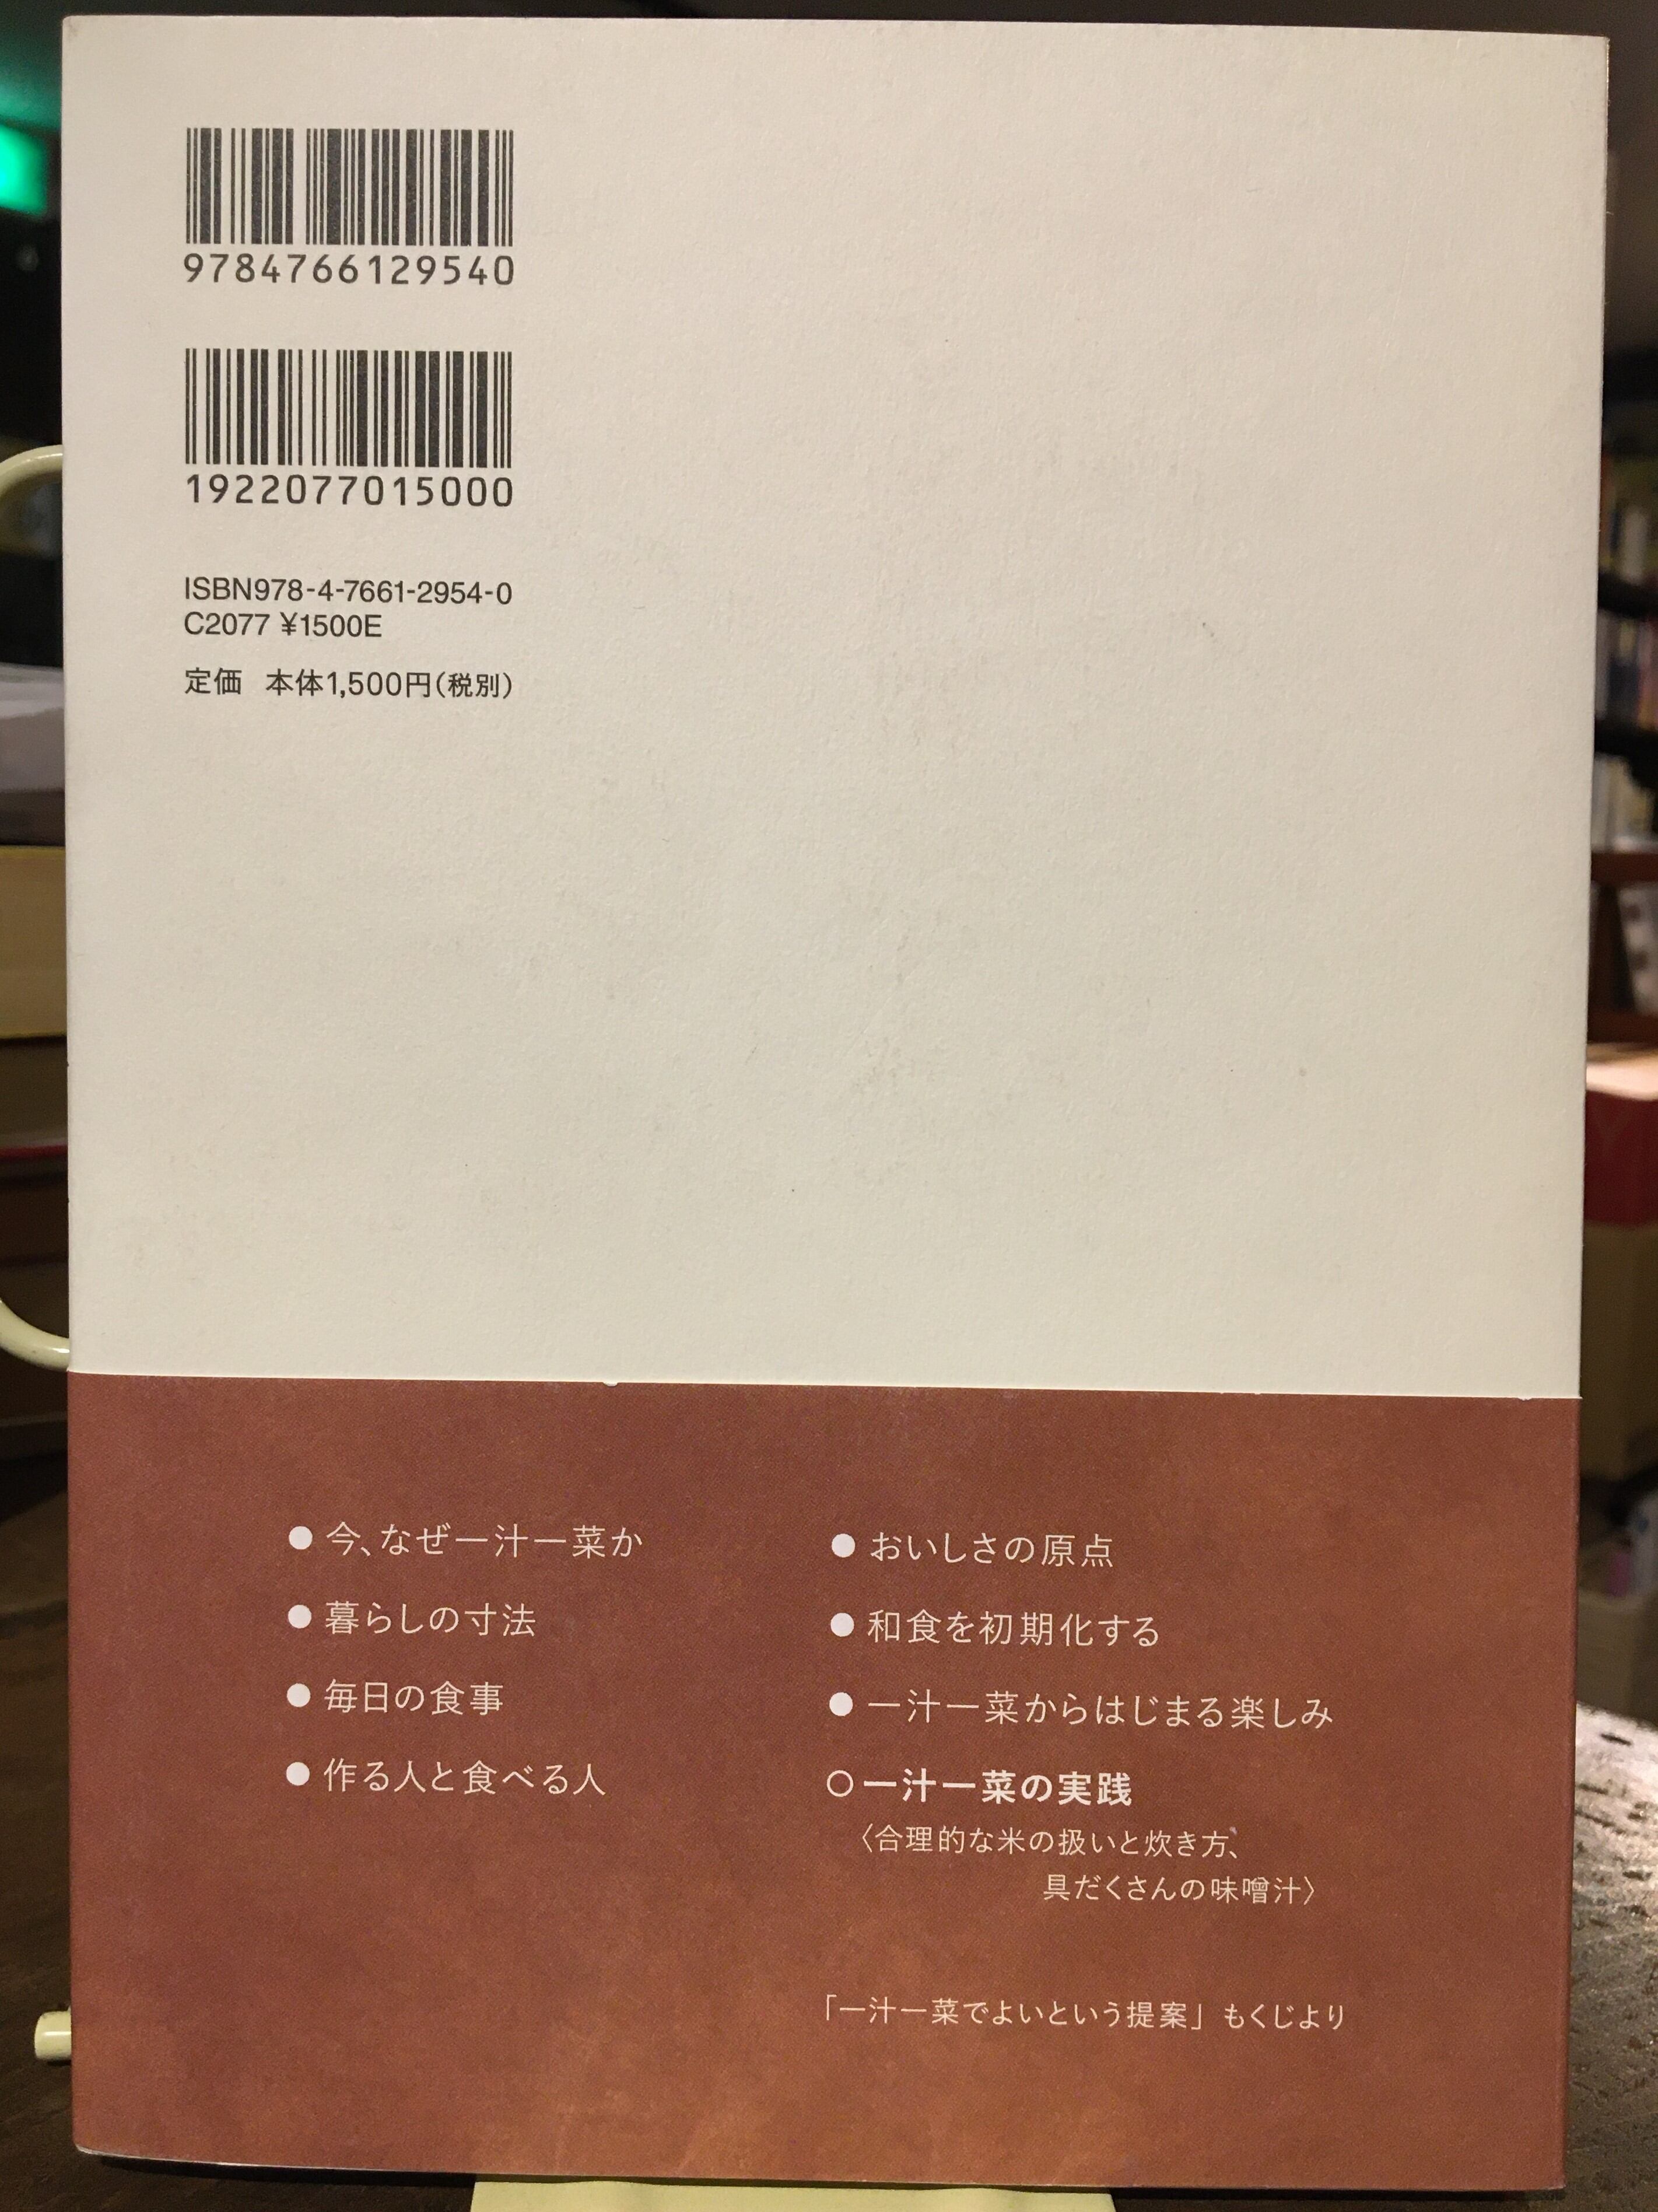 9784766129540
1922077015000
ISBN978-4-7661-2954-0
C2077 ¥1500E
定価 本体1,500円(税別)
●今、なぜ一汁一菜か
●暮らしの寸法
●毎日の食事
●作る人と食べる人
●おいしさの原点
●和食を初期化する
●一汁一菜からはじまる楽しみ
○一汁一菜の実践
〈合理的な米の扱いと炊き方、
具だくさんの味噌汁〉
「一汁一菜でよいという提案」もくじより